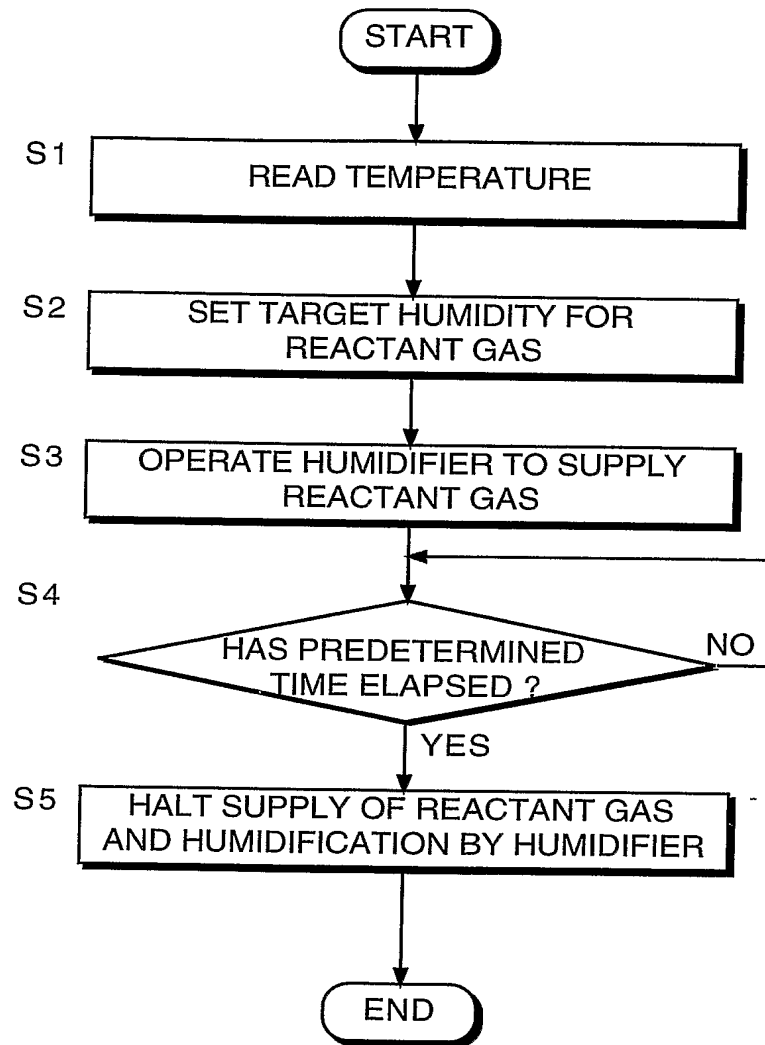 START
S1
READ TEMPERATURE
S2
SET TARGET HUMIDITY FOR
REACTANT GAS
S3
OPERATE HUMIDIFIER TO SUPPLY
REACTANT GAS
S4
HAS PREDETERMINED
TIME ELAPSED ?
NO
YES
S5
HALT SUPPLY OF REACTANT GAS
AND HUMIDIFICATION BY HUMIDIFIER
END